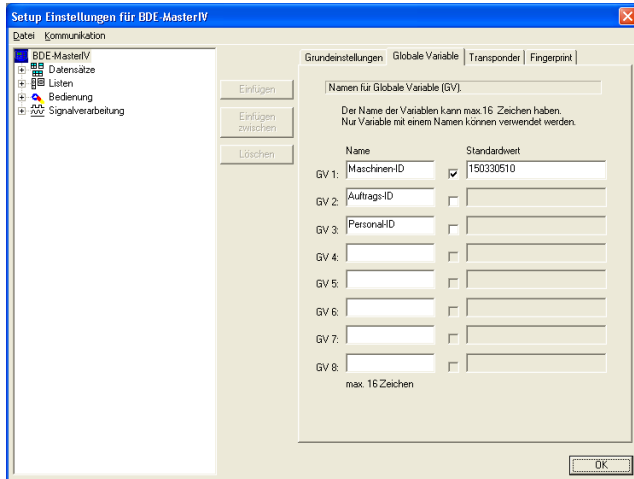 Setup Einstellungen für BDE-MasterIV
Datei Kommunikation
BDE-MasterIV
Datensätze
Listen
Bedienung
Signalverarbeitung
Einfügen
Einfügen zwischen
Löschen
Grundeinstellungen Globale Variable Transponder Fingerprint
Namen für Globale Variable (GV).
Der Name der Variablen kann max.16 Zeichen haben.
Nur Variable mit einem Namen können verwendet werden.
Name Standardwert
GV 1: Maschinen-ID 150330510
GV 2: Auftrags-ID
GV 3: Personal-ID
GV 4:
GV 5:
GV 6:
GV 7:
GV 8:
max. 16 Zeichen
OK